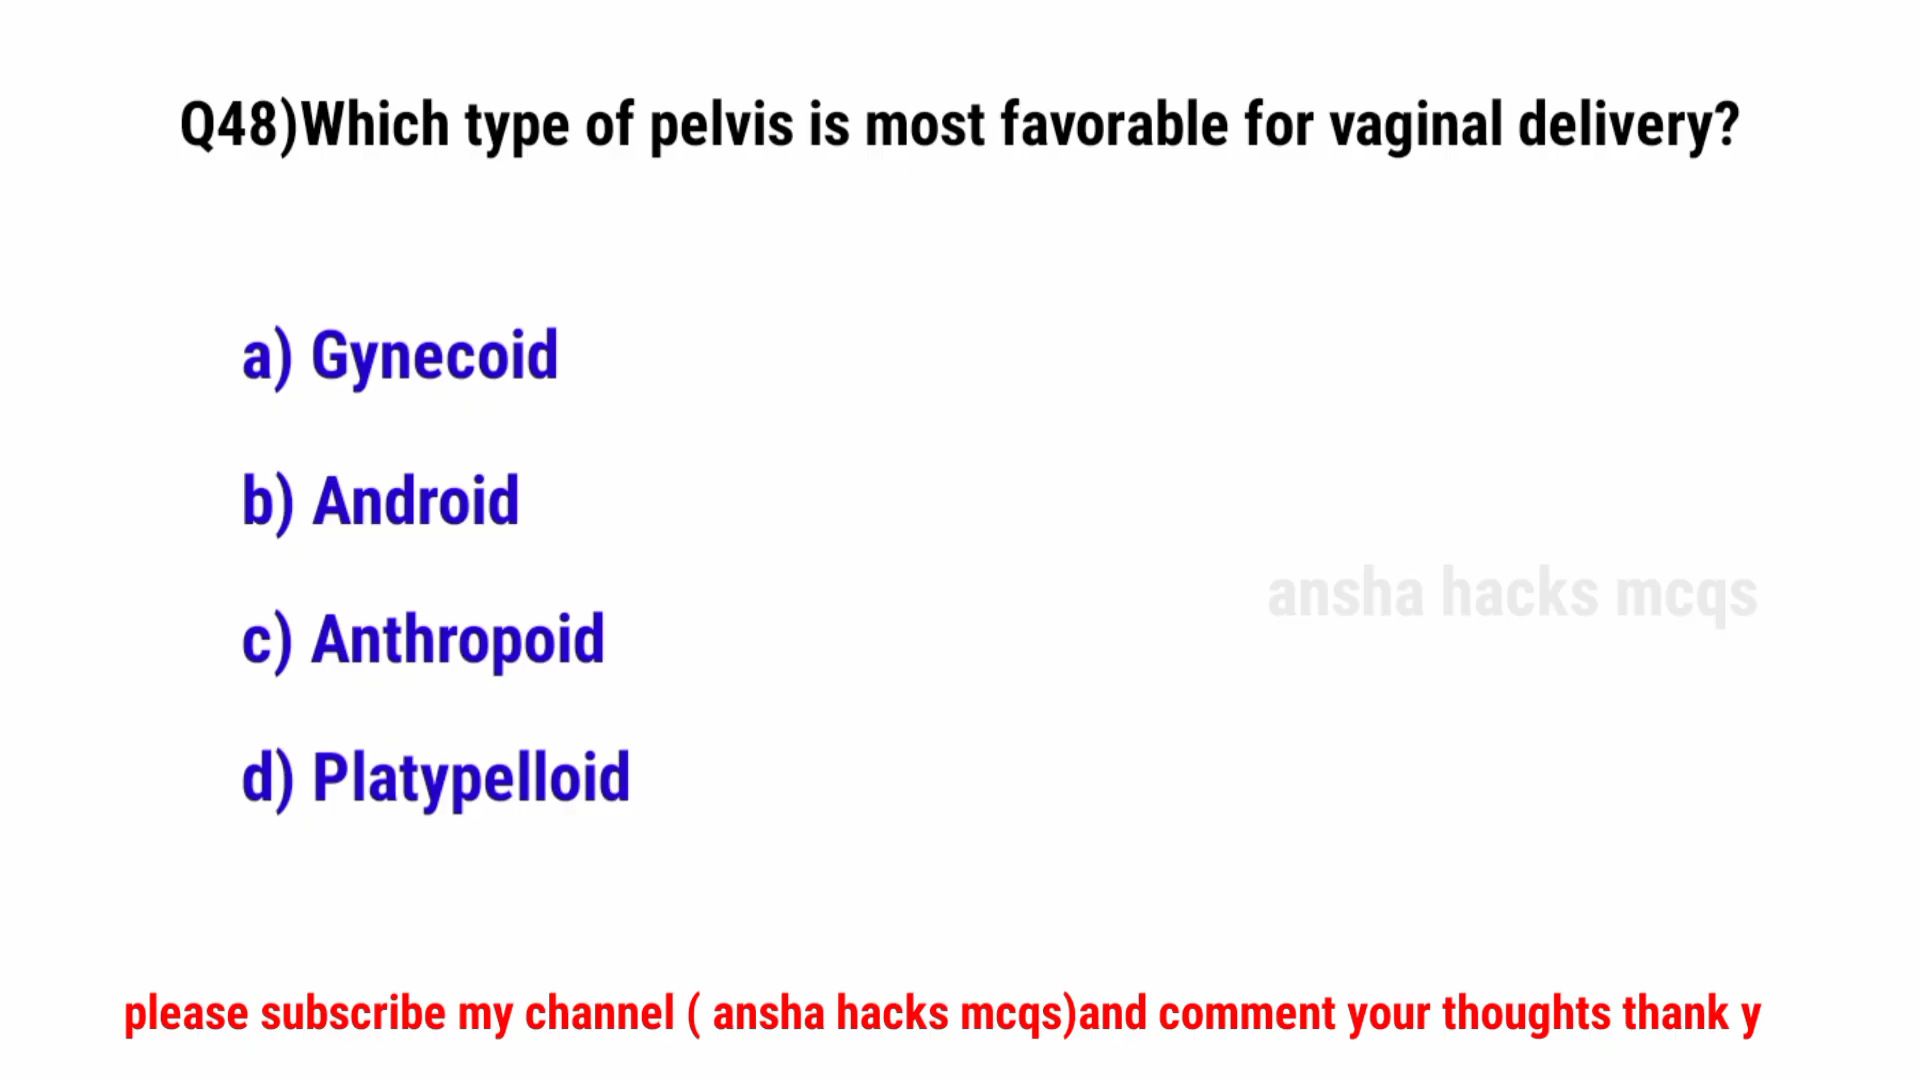 Q48)Which type of pelvis is most favorable for vaginal delivery?
a) Gynecoid
b) Android
ansha hacks mcqs
c) Anthropoid
d) Platypelloid
please subscribe my channel ( ansha hacks mcqs)and comment your thoughts thank y